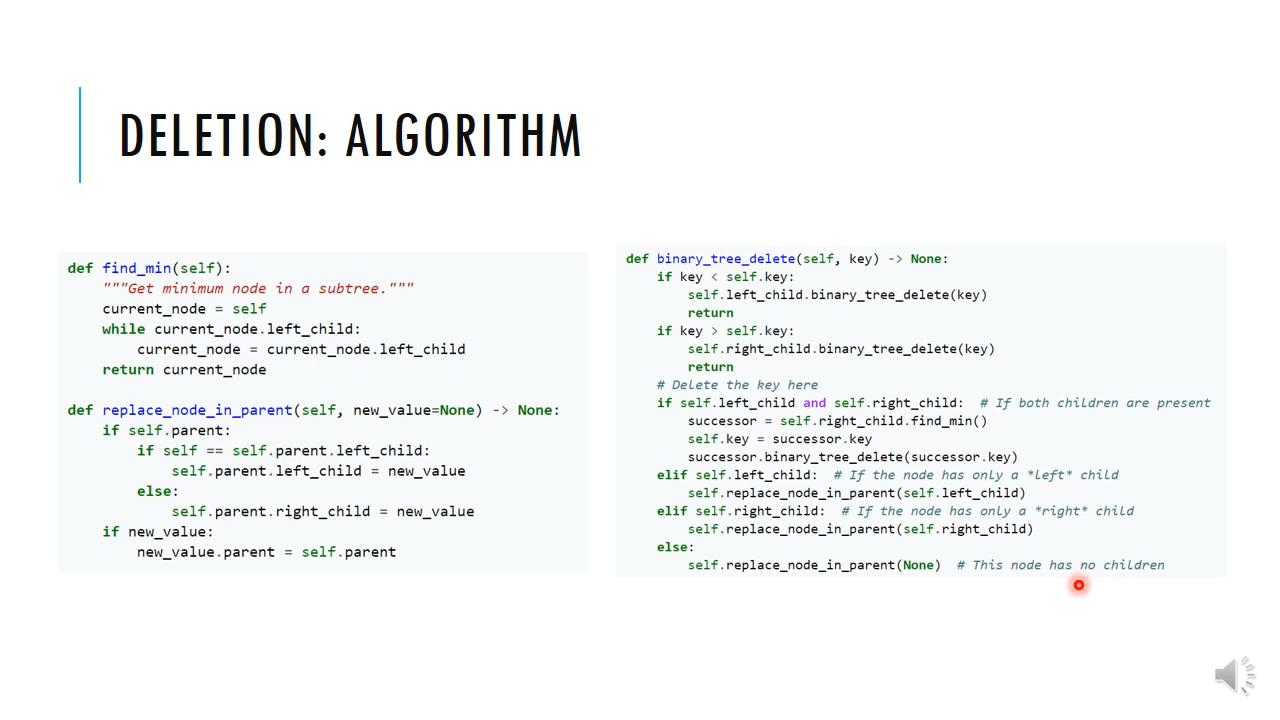 DELETION: ALGORITHM
def find_min(self):
    """Get minimum node in a subtree."""
    current_node = self
    while current_node.left_child:
        current_node = current_node.left_child
    return current_node
def replace_node_in_parent(self, new_value=None) -> None:
    if self.parent:
        if self == self.parent.left_child:
            self.parent.left_child = new_value
        else:
            self.parent.right_child = new_value
    if new_value:
        new_value.parent = self.parent
def binary_tree_delete(self, key) -> None:
    if key < self.key:
        self.left_child.binary_tree_delete(key)
        return
    if key > self.key:
        self.right_child.binary_tree_delete(key)
        return
    # Delete the key here
    if self.left_child and self.right_child:  # If both children are present
        successor = self.right_child.find_min()
        self.key = successor.key
        successor.binary_tree_delete(successor.key)
    elif self.left_child:  # If the node has only a *left* child
        self.replace_node_in_parent(self.left_child)
    elif self.right_child:  # If the node has only a *right* child
        self.replace_node_in_parent(self.right_child)
    else:
        self.replace_node_in_parent(None)  # This node has no children